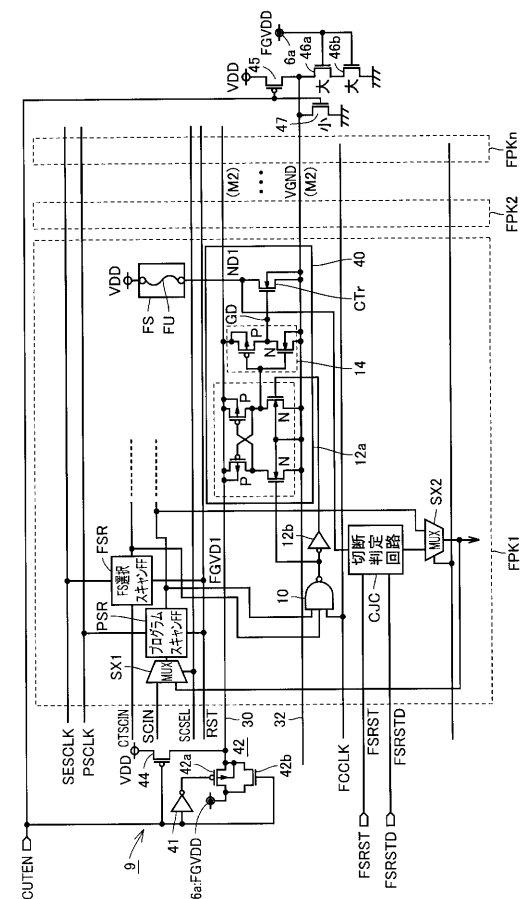 CUTEN
SESCLK
PSCLK
CTSCIN
SCIN
SCSEL
RST
30
32
FCCLK
FSRST
FSRSTD
FSRST
FSRSTD
9
VDD
44
41
42
42a
42b
6a:FGVDD
FSR
FS選択
スキャンFF
PSR
プログラム
スキャンFF
SX1
MUX
FGVD1
10
12b
12a
14
P
P
N
N
P
N
GD
ND1
40
CTr
VDD
FS
FU
切断
判定
回路
CJC
MUX
SX2
FPK1
FPK2
FPKn
(M2)
VGND
(M2)
VDD
45
FGVDD
6a
46a
46b
大
大
47
小